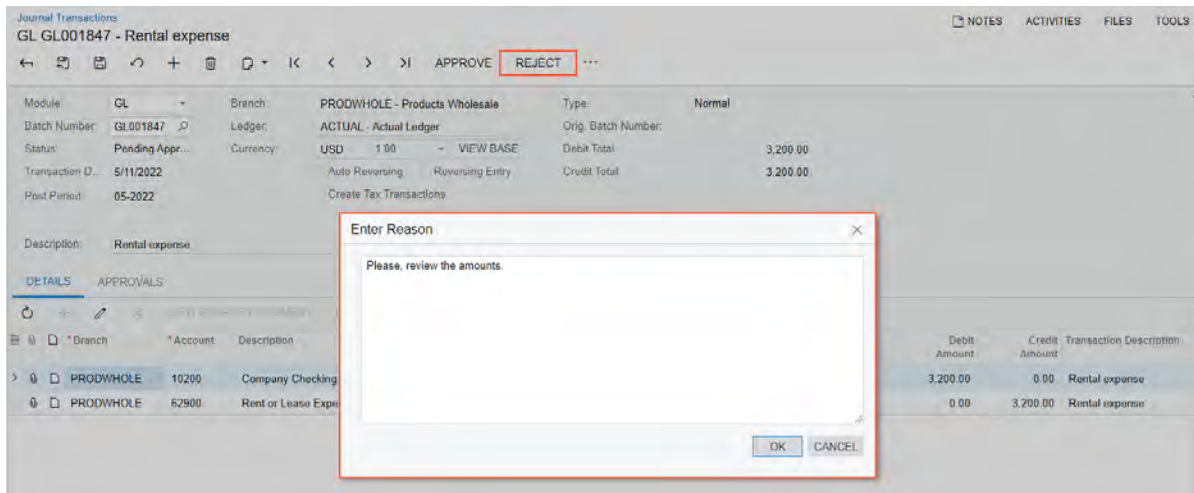 Journal Transactions
GL GL001847 - Rental expense
NOTES ACTIVITIES FILES TOOLS
APPROVE REJECT ...
Module: GL Branch: PRODWHOLE - Products Wholesale Type: Normal
Batch Number: GL001847 Ledger: ACTUAL - Actual Ledger Orig. Batch Number:
Status: Pending Appr... Currency: USD 1.00 VIEW BASE Debit Total: 3,200.00
Transaction D... 5/11/2022 Auto Reversing Reversing Entry Credit Total: 3,200.00
Post Period: 05-2022 Create Tax Transactions
Description: Rental expense
Enter Reason
Please, review the amounts.
OK CANCEL
DETAILS APPROVALS
*Branch *Account Description Debit Amount Credit Amount Transaction Description
PRODWHOLE 10200 Company Checking 3,200.00 0.00 Rental expense
PRODWHOLE 62900 Rent or Lease Expe 0.00 3,200.00 Rental expense